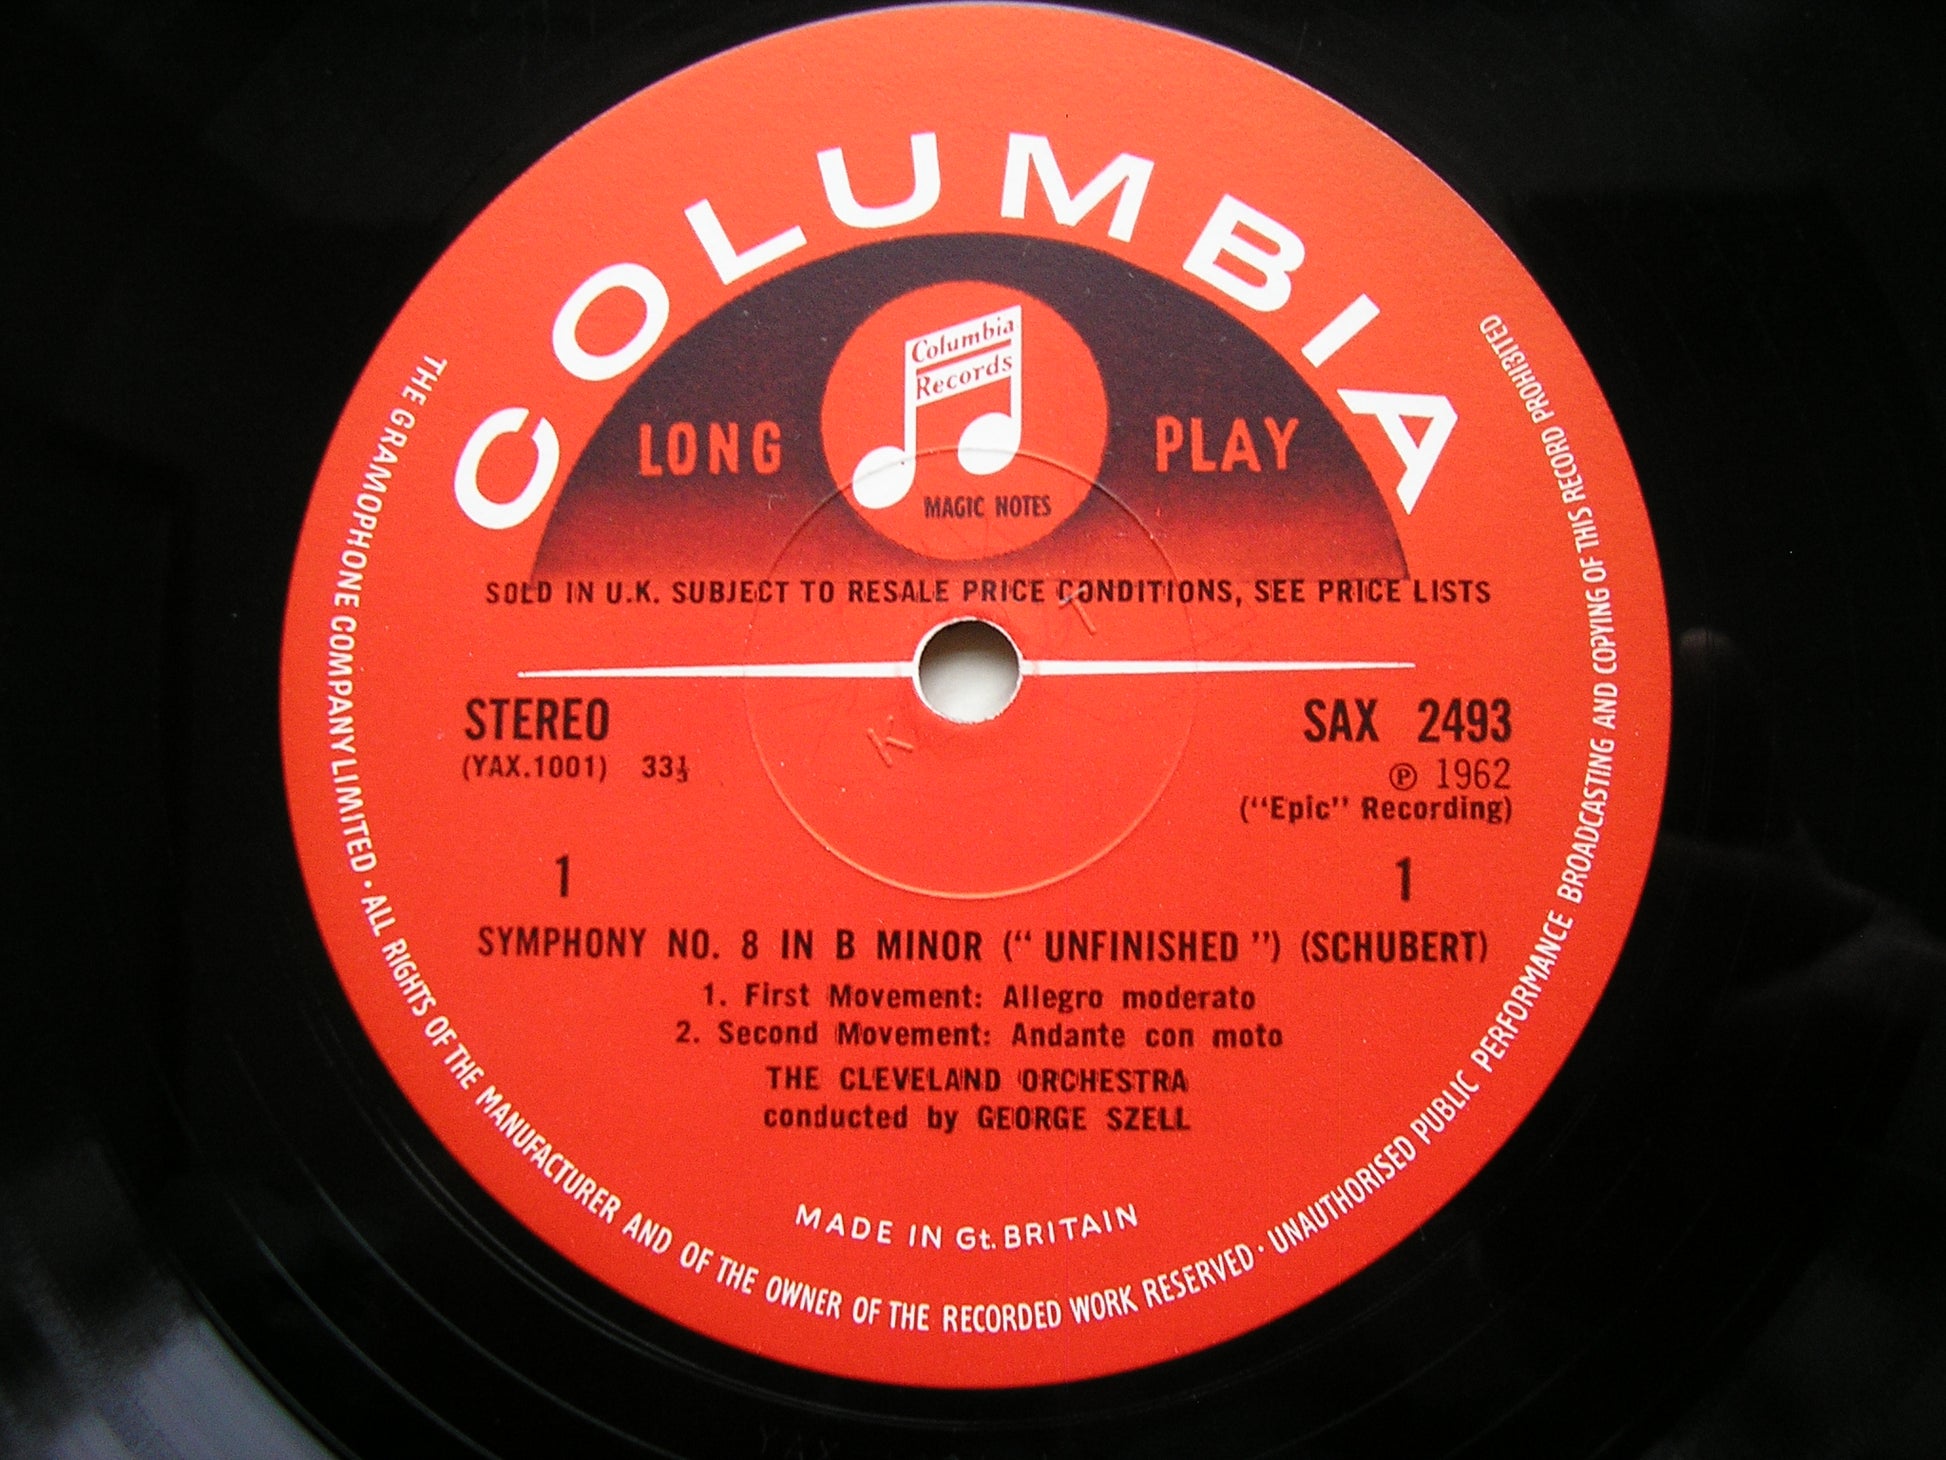 COLUMBIA
Columbia
Records
LONG PLAY
MAGIC NOTES
SOLD IN U.K. SUBJECT TO RESALE PRICE CONDITIONS, SEE PRICE LISTS
K T
STEREO SAX 2493
(YAX.1001) 33⅓ ℗ 1962
("Epic" Recording)
1 1
SYMPHONY NO. 8 IN B MINOR (“ UNFINISHED ”) (SCHUBERT)
1. First Movement: Allegro moderato
2. Second Movement: Andante con moto
THE CLEVELAND ORCHESTRA
conducted by GEORGE SZELL
MADE IN Gt. BRITAIN
THE GRAMOPHONE COMPANY LIMITED · ALL RIGHTS OF THE MANUFACTURER AND OF THE OWNER OF THE RECORDED WORK RESERVED · UNAUTHORISED PUBLIC PERFORMANCE BROADCASTING AND COPYING OF THIS RECORD PROHIBITED